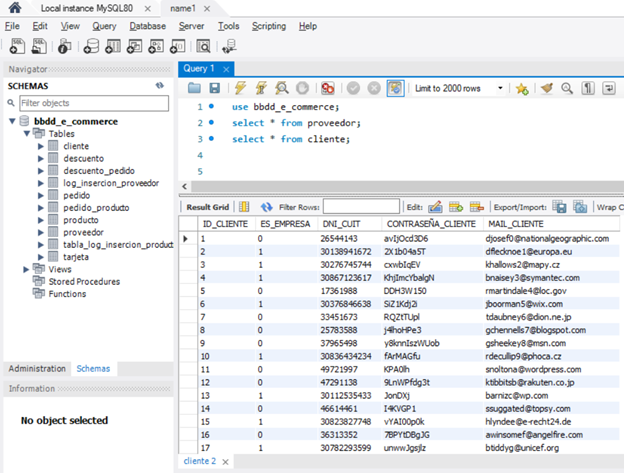 Local instance MySQL80 name1
File Edit View Query Database Server Tools Scripting Help
Navigator
SCHEMAS
Filter objects
bbdd_e_commerce
Tables
cliente
descuento
descuento_pedido
log_insercion_proveedor
pedido
pedido_producto
producto
proveedor
tabla_log_insercion_product
tarjeta
Views
Stored Procedures
Functions
Administration Schemas
Information
No object selected
Query 1
Limit to 2000 rows
1 use bbdd_e_commerce;
2 select * from proveedor;
3 select * from cliente;
4
5
Result Grid Filter Rows: Edit: Export/Import: Wrap C
ID_CLIENTE ES_EMPRESA DNI_CUIT CONTRASEÑA_CLIENTE MAIL_CLIENTE
1 0 26544143 avIjOcd3D6 djosef0@nationalgeographic.com
2 1 30138941672 2X1b04a5T dflecknoe1@europa.eu
3 1 30276745744 cxwbIqEV khallows2@mapy.cz
4 1 30867123617 KhjImcYbalgN bnaisey3@symantec.com
5 0 17361988 DDH3W150 rmartindale4@loc.gov
6 1 30376846638 SiZ1Kdj2i jboorman5@wix.com
7 0 33451673 RQZtTUpl tdaubney6@dion.ne.jp
8 0 25783588 j4lhoHPe3 gchennells7@blogspot.com
9 0 37965498 y8knnIszWUob gsheekey8@msn.com
10 1 30836434234 fArMAGfu rdecullip9@phoca.cz
11 0 49721997 KPA0lh snoltona@wordpress.com
12 0 47291138 9LnWPfdg3t ktibbitsb@rakuten.co.jp
13 1 30112535433 JonDXj barnizc@wp.com
14 0 46614461 I4KVGP1 ssuggated@topsy.com
15 1 30823827748 vYAI00p0k hlyndee@e-recht24.de
16 0 36313352 7BPYtDBgJG awinsomef@angelfire.com
17 1 30782293599 unwwJgsjlz btiddyg@unicef.org
cliente 2